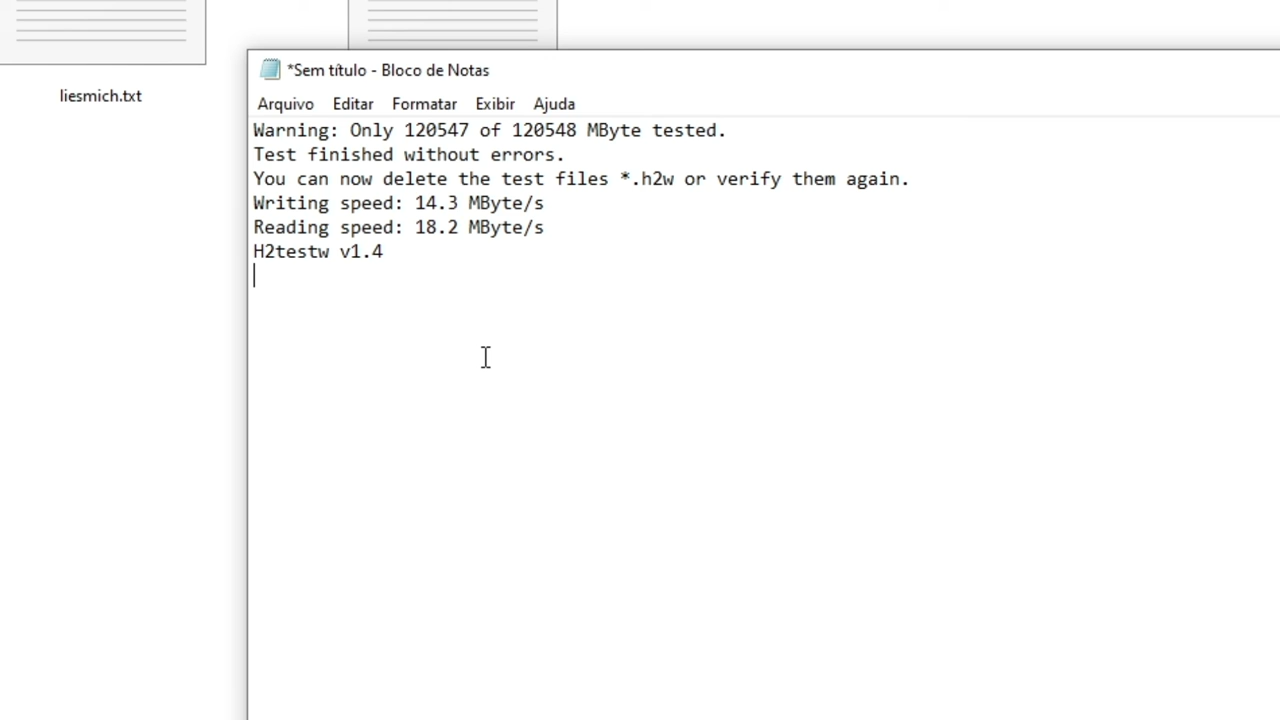 liesmich.txt
*Sem título - Bloco de Notas
Arquivo Editar Formatar Exibir Ajuda
Warning: Only 120547 of 120548 MByte tested.
Test finished without errors.
You can now delete the test files *.h2w or verify them again.
Writing speed: 14.3 MByte/s
Reading speed: 18.2 MByte/s
H2testw v1.4